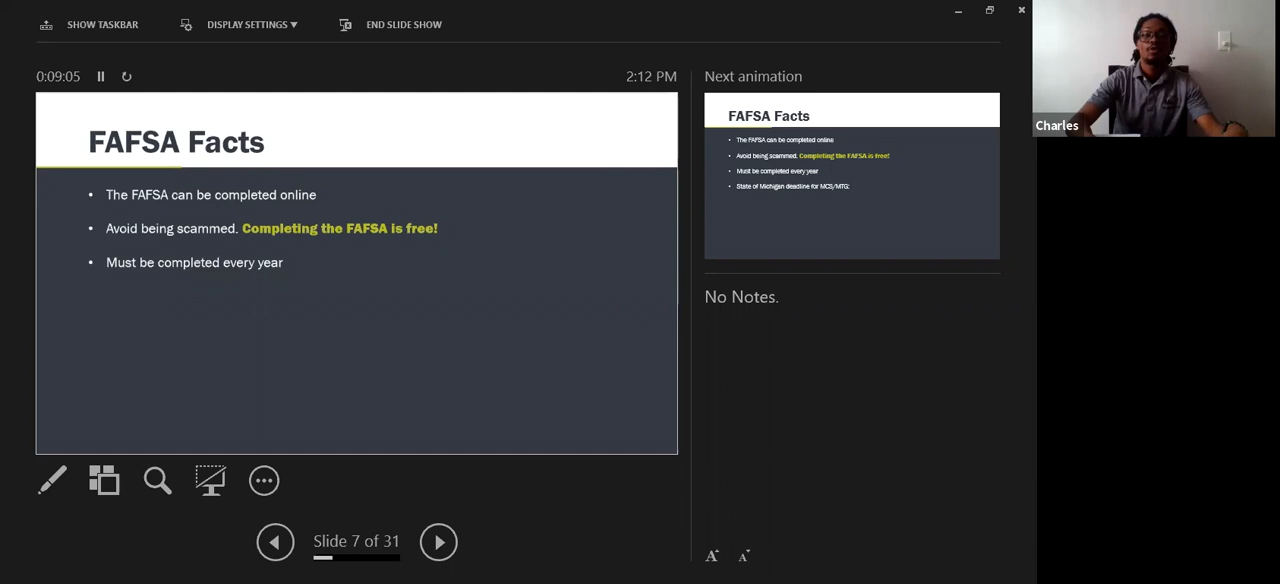 SHOW TASKBAR
DISPLAY SETTINGS ▼
END SLIDE SHOW
0:09:05
2:12 PM
FAFSA Facts
• The FAFSA can be completed online
• Avoid being scammed. Completing the FAFSA is free!
• Must be completed every year
Slide 7 of 31
Next animation
FAFSA Facts
• The FAFSA can be completed online
• Avoid being scammed. Completing the FAFSA is free!
• Must be completed every year
• State of Michigan deadline for MCS/MTG:
No Notes.
A A
Charles